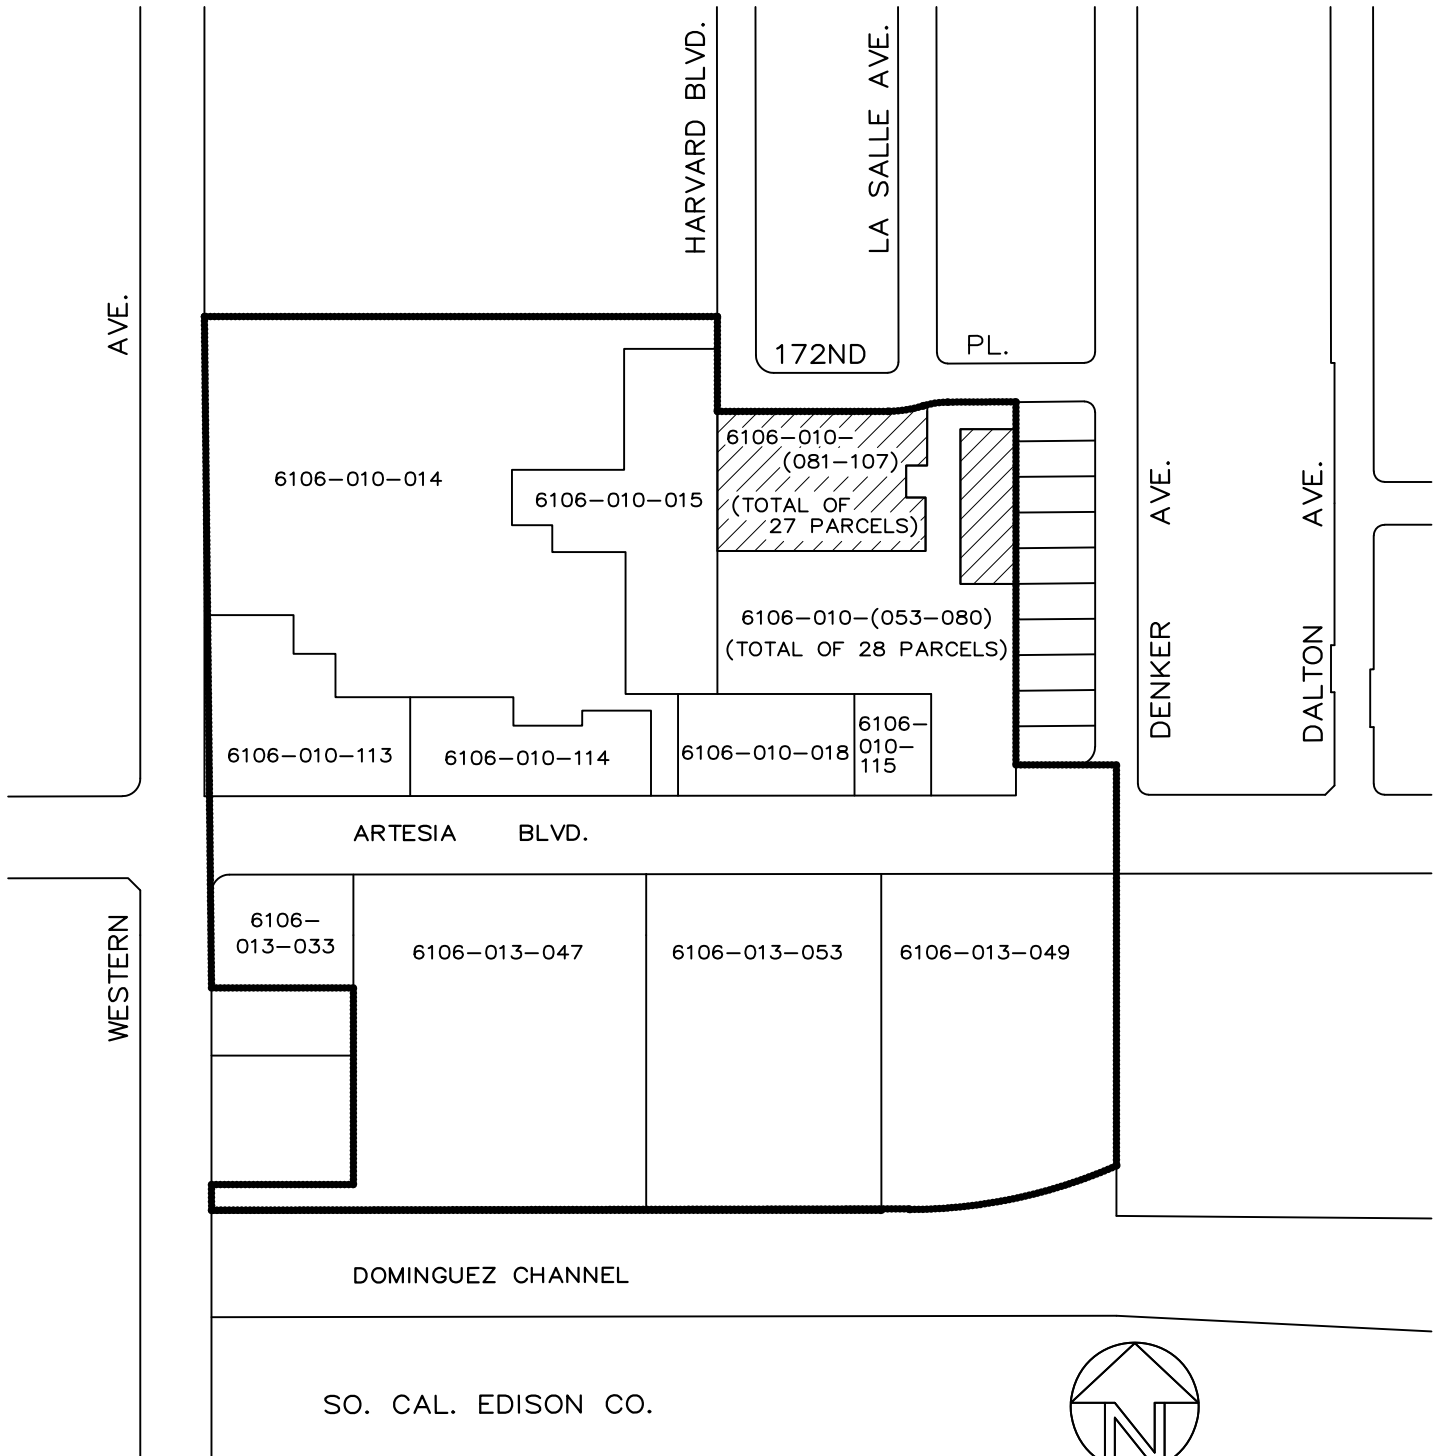 HARVARD BLVD.
LA SALLE AVE.
AVE.
172ND
PL.
6106-010-
(081-107)
(TOTAL OF
27 PARCELS)
6106-010-014
6106-010-015
AVE.
AVE.
6106-010-(053-080)
(TOTAL OF 28 PARCELS)
DENKER
DALTON
6106-010-113
6106-010-114
6106-010-018
6106-
010-
115
ARTESIA BLVD.
6106-
013-033
6106-013-047
6106-013-053
6106-013-049
WESTERN
DOMINGUEZ CHANNEL
SO. CAL. EDISON CO.
N